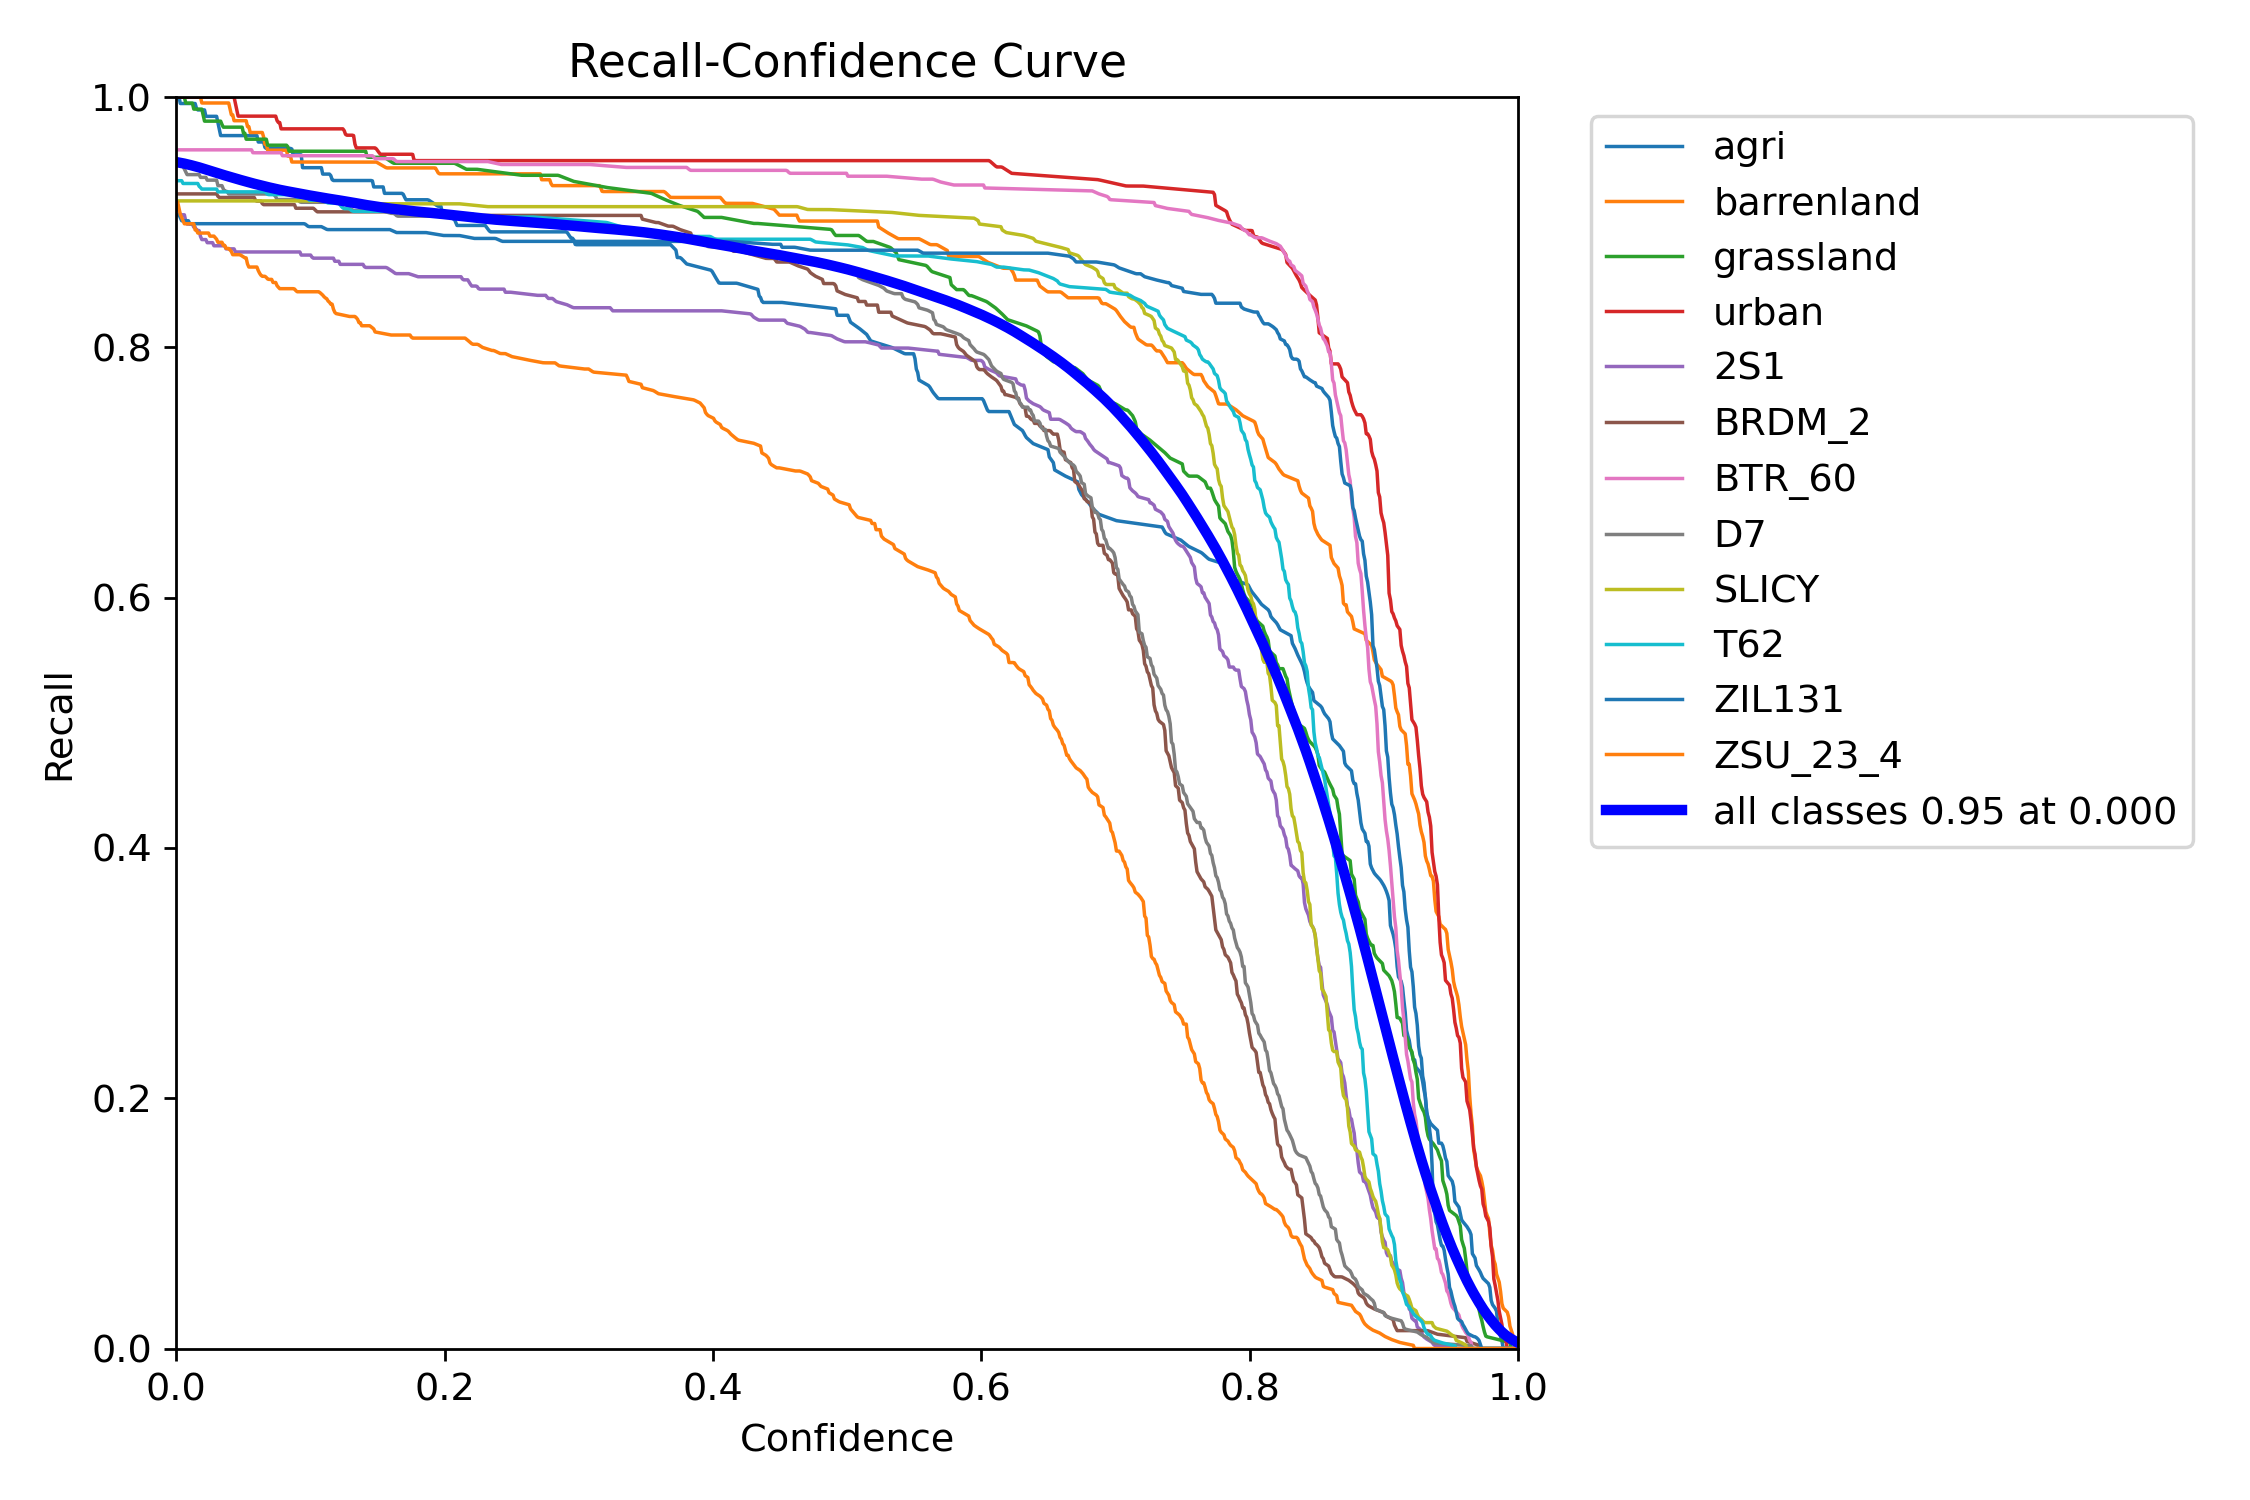 Recall-Confidence Curve
1.0
0.8
0.6
0.4
0.2
0.0
Recall
0.0 0.2 0.4 0.6 0.8 1.0
Confidence
agri
barrenland
grassland
urban
2S1
BRDM_2
BTR_60
D7
SLICY
T62
ZIL131
ZSU_23_4
all classes 0.95 at 0.000